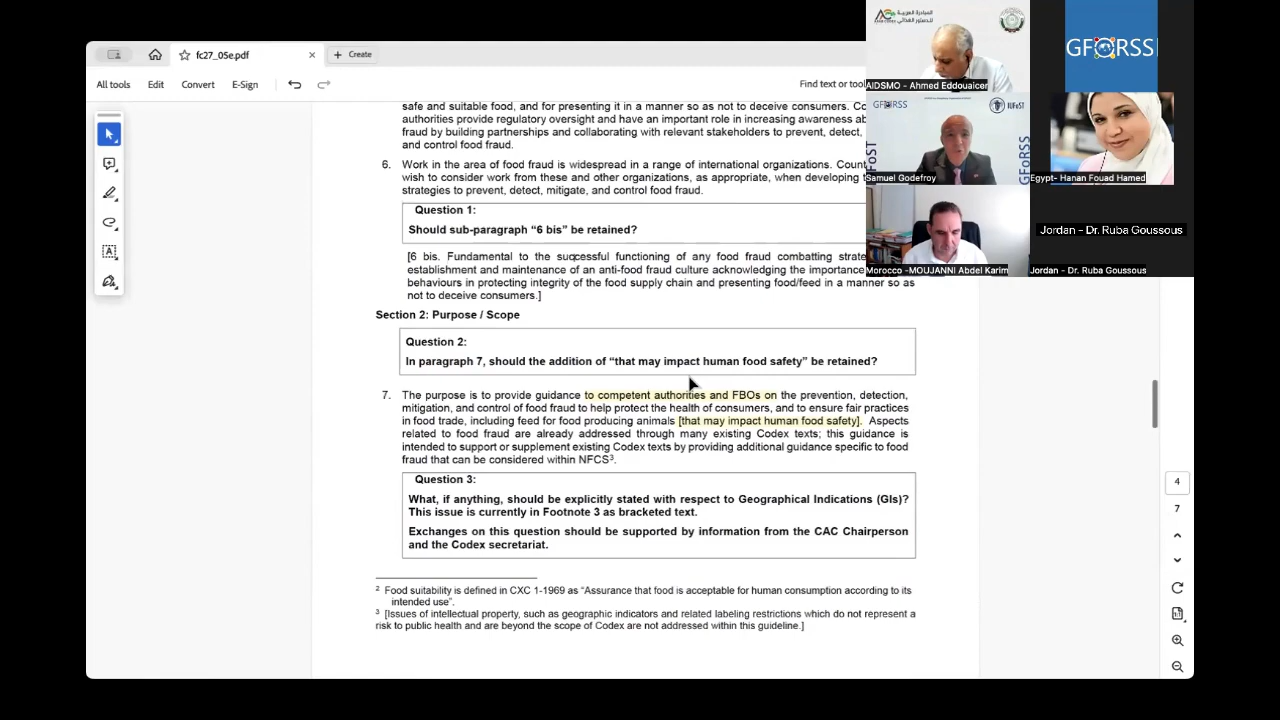 fc27_05e.pdf
Create
All tools
Edit
Convert
E-Sign
Find text or tool
safe and suitable food, and for presenting it in a manner so as not to deceive consumers. Co
authorities provide regulatory oversight and have an important role in increasing awareness ab
fraud by building partnerships and collaborating with relevant stakeholders to prevent, detect,
and control food fraud.
6. Work in the area of food fraud is widespread in a range of international organizations. Count
wish to consider work from these and other organizations, as appropriate, when developing t
strategies to prevent, detect, mitigate, and control food fraud.
Question 1:
Should sub-paragraph “6 bis” be retained?
[6 bis. Fundamental to the successful functioning of any food fraud combatting strate
establishment and maintenance of an anti-food fraud culture acknowledging the importance
behaviours in protecting integrity of the food supply chain and presenting food/feed in a manner so as
not to deceive consumers.]
Section 2: Purpose / Scope
Question 2:
In paragraph 7, should the addition of “that may impact human food safety” be retained?
7. The purpose is to provide guidance to competent authorities and FBOs on the prevention, detection,
mitigation, and control of food fraud to help protect the health of consumers, and to ensure fair practices
in food trade, including feed for food producing animals [that may impact human food safety]. Aspects
related to food fraud are already addressed through many existing Codex texts; this guidance is
intended to support or supplement existing Codex texts by providing additional guidance specific to food
fraud that can be considered within NFCS³.
Question 3:
What, if anything, should be explicitly stated with respect to Geographical Indications (GIs)?
This issue is currently in Footnote 3 as bracketed text.
Exchanges on this question should be supported by information from the CAC Chairperson
and the Codex secretariat.
² Food suitability is defined in CXC 1-1969 as “Assurance that food is acceptable for human consumption according to its
intended use”.
³ [Issues of intellectual property, such as geographic indicators and related labeling restrictions which do not represent a
risk to public health and are beyond the scope of Codex are not addressed within this guideline.]
4
7
المبادرة العربية
للدستور الغذائي
AIDSMO - Ahmed Eddouaicer
GFORSS
GFORSS
IUFoST
FoST
GFoRSS
Samuel Godefroy
Egypt- Hanan Fouad Hamed
Morocco -MOUJANNI Abdel Karim
Jordan - Dr. Ruba Goussous
Jordan - Dr. Ruba Goussous